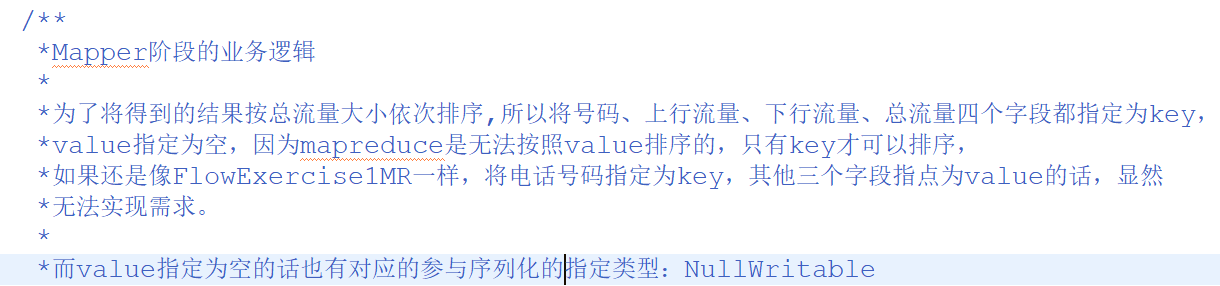 /**
*Mapper阶段的业务逻辑
*
*为了将得到的结果按总流量大小依次排序,所以将号码、上行流量、下行流量、总流量四个字段都指定为key，
*value指定为空，因为mapreduce是无法按照value排序的，只有key才可以排序，
*如果还是像FlowExercise1MR一样，将电话号码指定为key，其他三个字段指点为value的话，显然
*无法实现需求。
*
*而value指定为空的话也有对应的参与序列化的指定类型：NullWritable